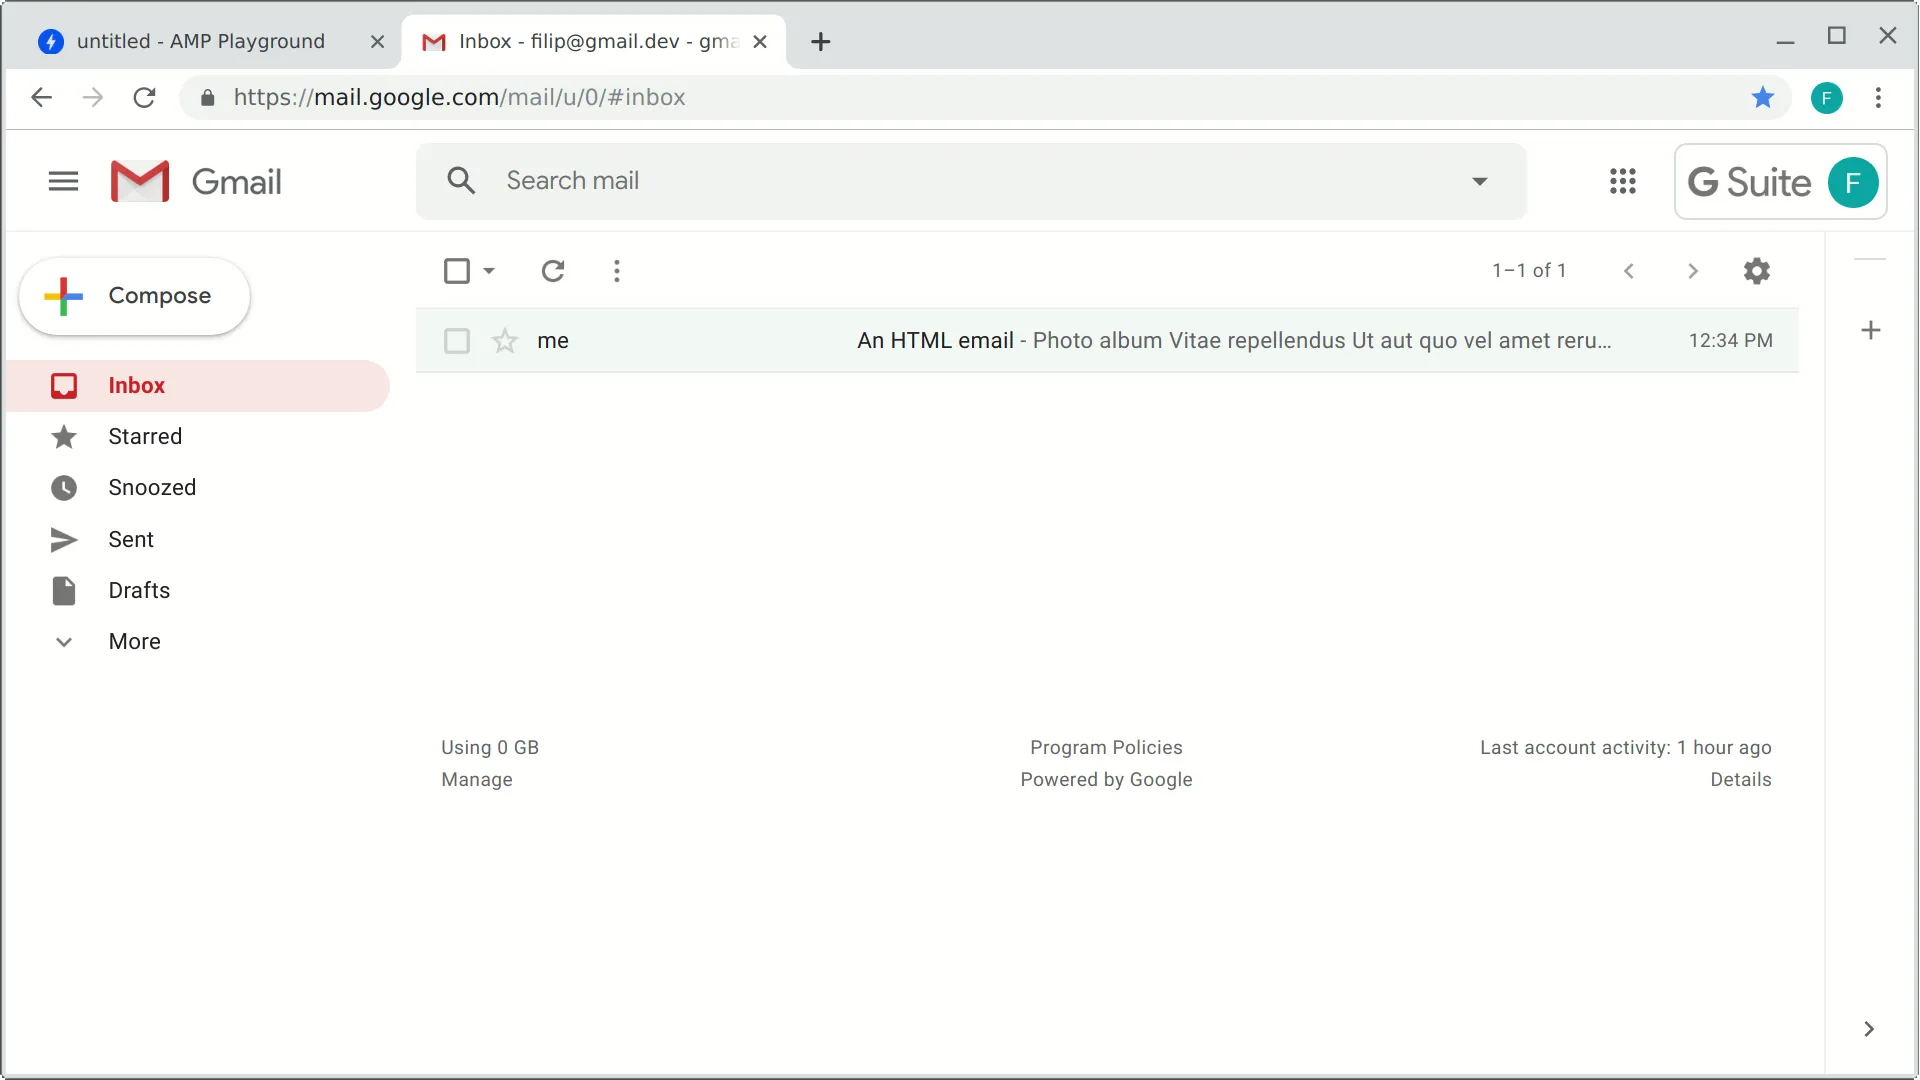 untitled - AMP Playground
Inbox - filip@gmail.dev - gma
https://mail.google.com/mail/u/0/#inbox
F
Gmail
Search mail
G Suite
F
Compose
1–1 of 1
me
An HTML email - Photo album Vitae repellendus Ut aut quo vel amet reru...
12:34 PM
Inbox
Starred
Snoozed
Sent
Drafts
More
Using 0 GB
Manage
Program Policies
Powered by Google
Last account activity: 1 hour ago
Details